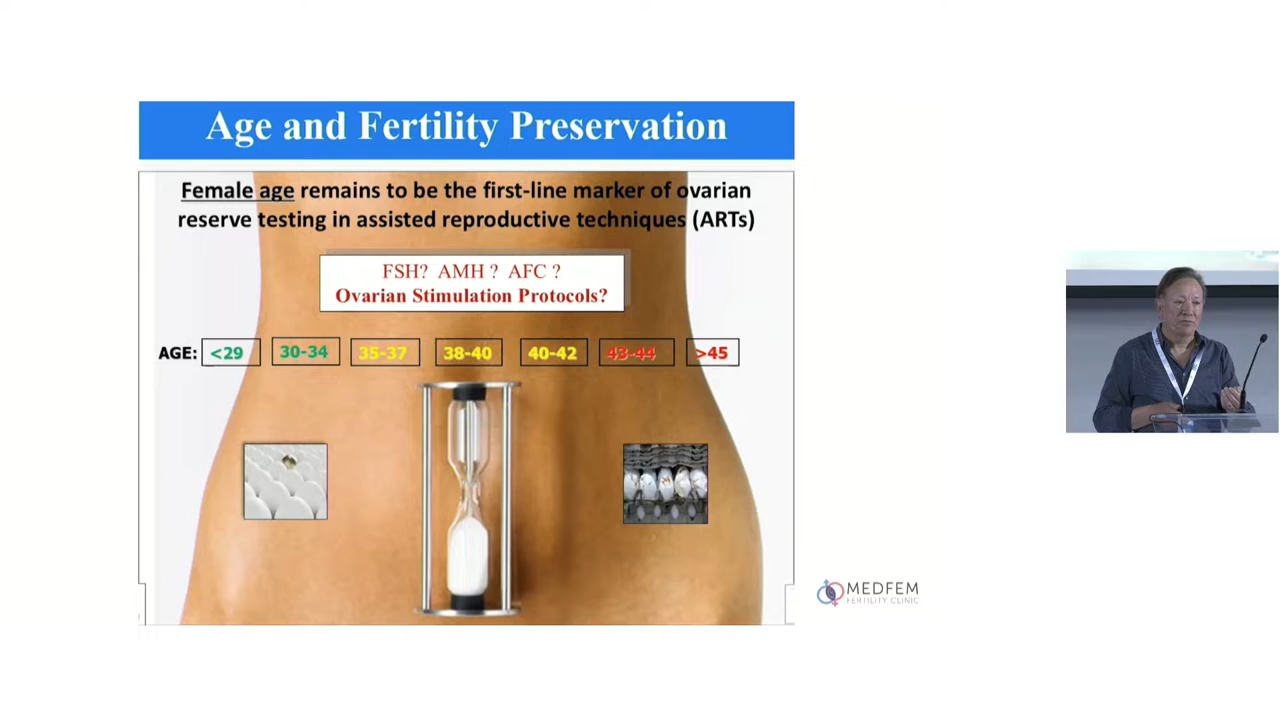 Age and Fertility Preservation
Female age remains to be the first-line marker of ovarian
reserve testing in assisted reproductive techniques (ARTs)
FSH? AMH ? AFC ?
Ovarian Stimulation Protocols?
AGE: <29 30-34 35-37 38-40 40-42 43-44 >45
MEDFEM
FERTILITY CLINIC